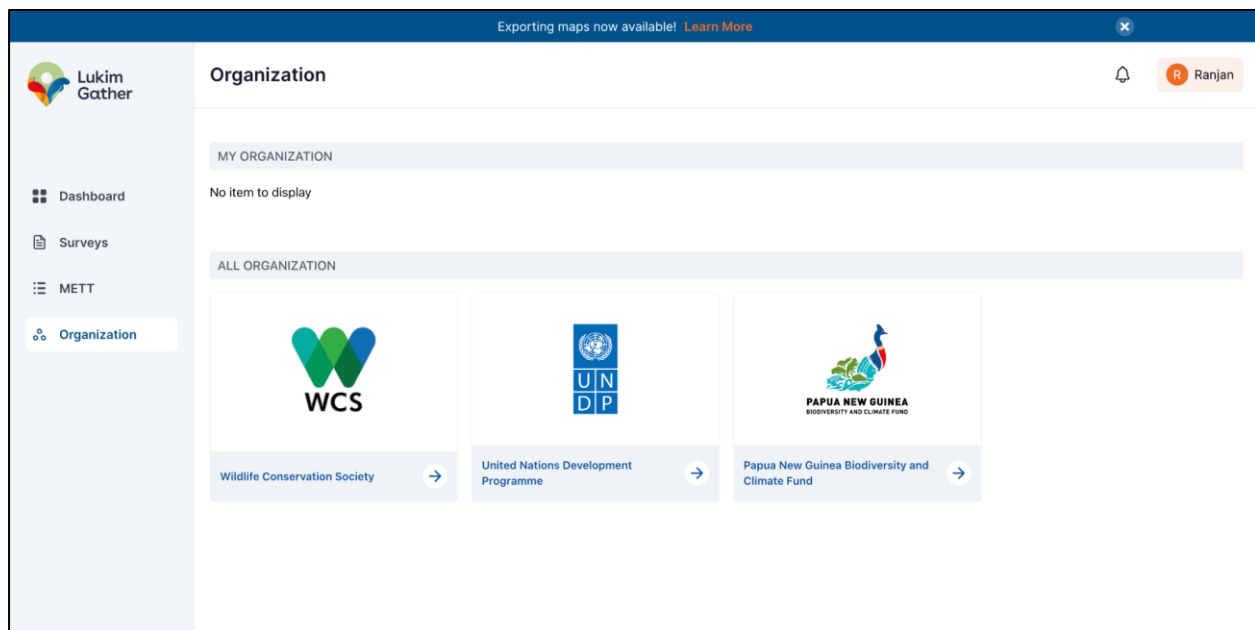 Exporting maps now available! Learn More
Lukim
Gather
Organization
R Ranjan
MY ORGANIZATION
No item to display
Dashboard
Surveys
METT
Organization
ALL ORGANIZATION
WCS
UN
DP
PAPUA NEW GUINEA
BIODIVERSITY AND CLIMATE FUND
Wildlife Conservation Society
United Nations Development
Programme
Papua New Guinea Biodiversity and
Climate Fund